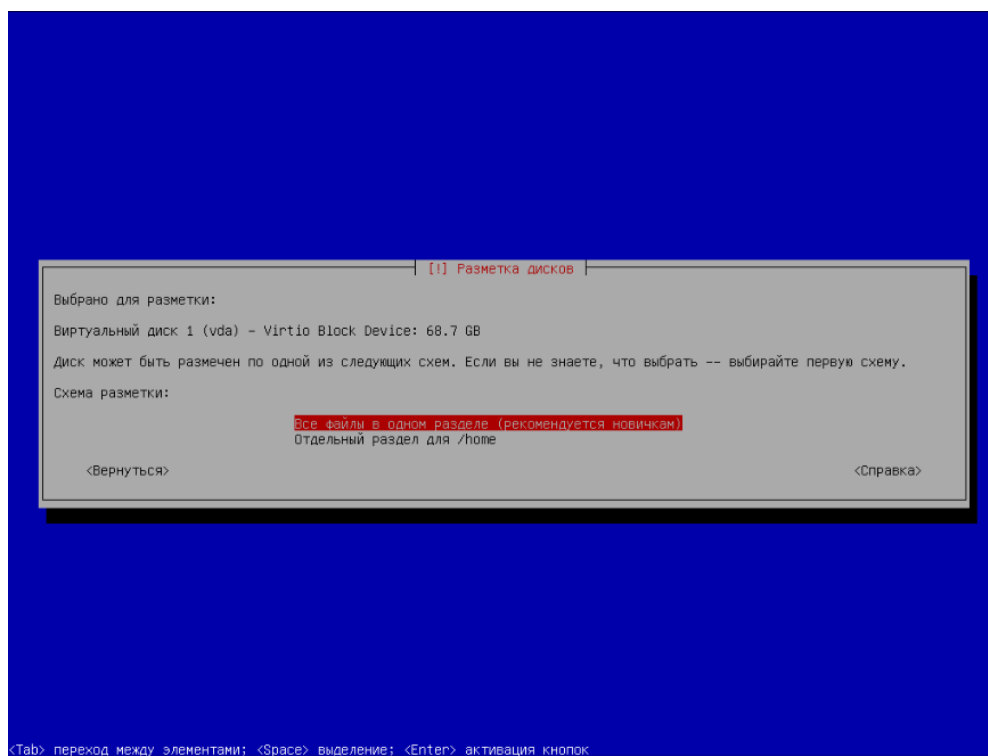 [!] Разметка дисков
Выбрано для разметки:
Виртуальный диск 1 (vda) – Virtio Block Device: 68.7 GB
Диск может быть размечен по одной из следующих схем. Если вы не знаете, что выбрать -- выбирайте первую схему.
Схема разметки:
Все файлы в одном разделе (рекомендуется новичкам)
Отдельный раздел для /home
<Вернуться> <Справка>
<Tab> переход между элементами; <Space> выделение; <Enter> активация кнопок